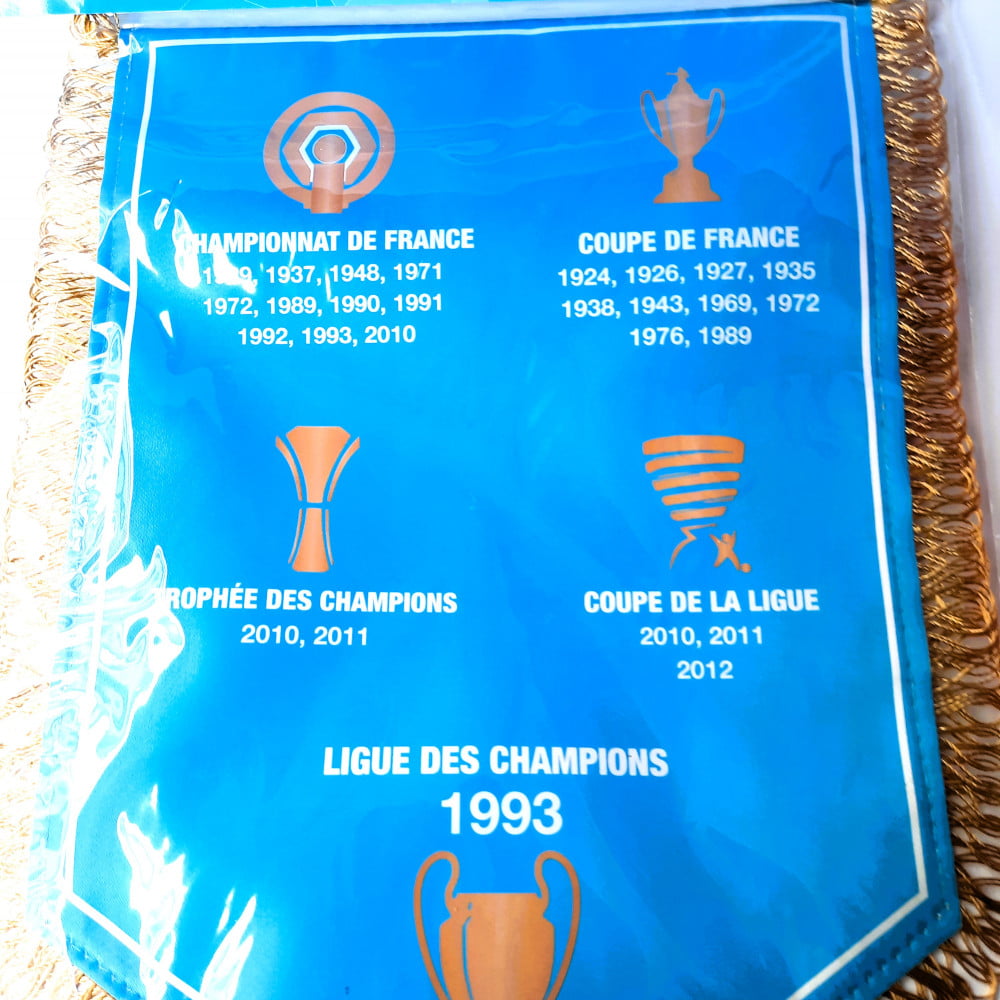 CHAMPIONNAT DE FRANCE
1937, 1948, 1971
1972, 1989, 1990, 1991
1992, 1993, 2010
COUPE DE FRANCE
1924, 1926, 1927, 1935
1938, 1943, 1969, 1972
1976, 1989
TROPHÉE DES CHAMPIONS
2010, 2011
COUPE DE LA LIGUE
2010, 2011
2012
LIGUE DES CHAMPIONS
1993